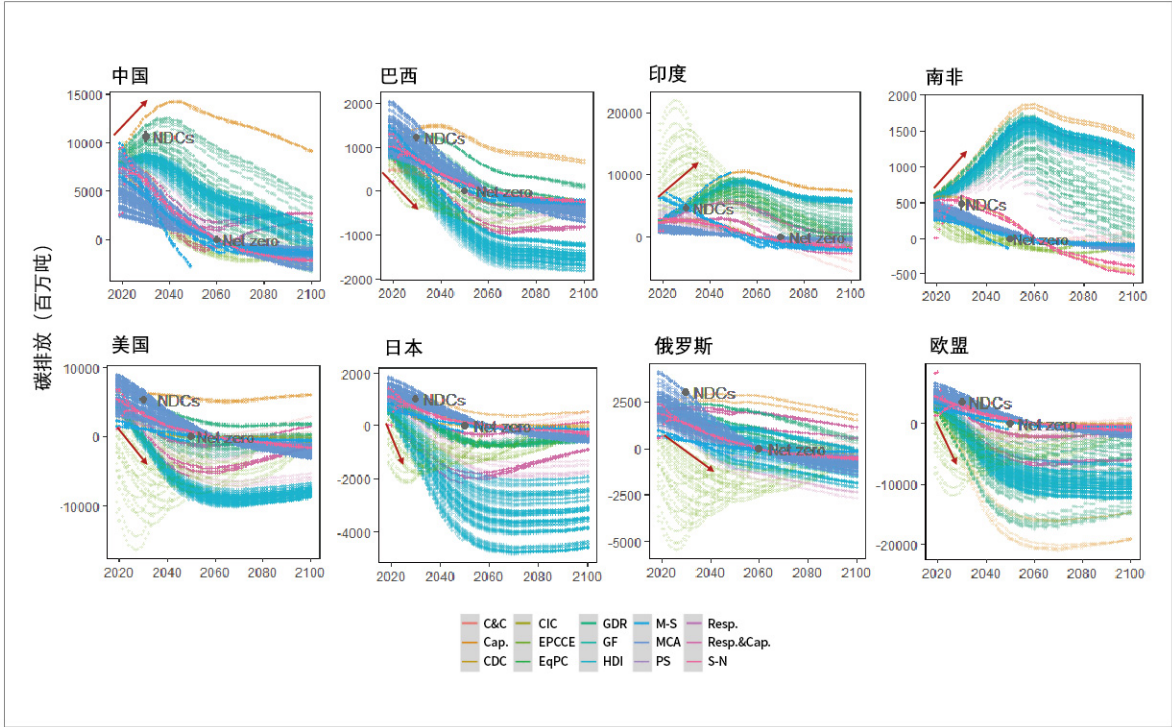 中国
巴西
印度
南非
15000
10000
5000
0
NDCs
Net zero
2020 2040 2060 2080 2100
2000
1000
0
-1000
-2000
NDCs
Net zero
2020 2040 2060 2080 2100
20000
10000
0
NDCs
Net zero
2020 2040 2060 2080 2100
2000
1500
1000
500
0
-500
NDCs
Net zero
2020 2040 2060 2080 2100
碳排放（百万吨）
美国
日本
俄罗斯
欧盟
10000
0
-10000
NDCs
Net zero
2020 2040 2060 2080 2100
2000
0
-2000
-4000
NDCs
Net zero
2020 2040 2060 2080 2100
2500
0
-2500
-5000
NDCs
Net zero
2020 2040 2060 2080 2100
0
-10000
-20000
NDCs
Net zero
2020 2040 2060 2080 2100
C&C CIC GDR M-S Resp.
Cap. EPCCE GF MCA Resp.&Cap.
CDC EqPC HDI PS S-N